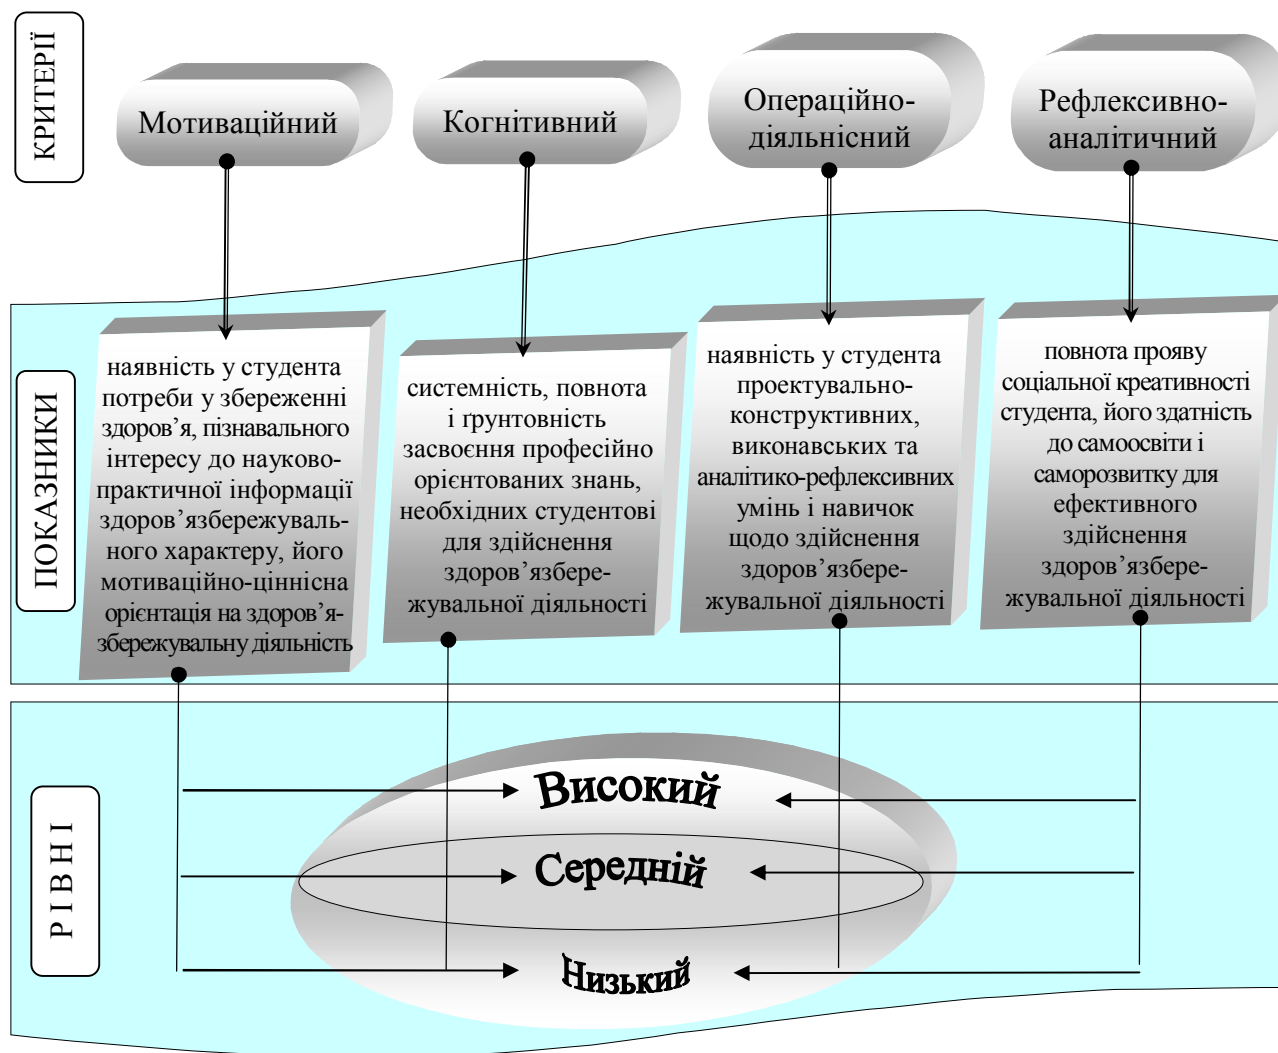 КРИТЕРІЇ
Мотиваційний
Когнітивний
Операційно-
діяльнісний
Рефлексивно-
аналітичний
ПОКАЗНИКИ
наявність у студента
потреби у збереженні
здоров’я, пізнавального
інтересу до науково-
практичної інформації
здоров’язбережуваль-
ного характеру, його
мотиваційно-ціннісна
орієнтація на здоров’я-
збережувальну діяльність
системність, повнота
і ґрунтовність
засвоєння професійно
орієнтованих знань,
необхідних студентові
для здійснення
здоров’язбере-
жувальної діяльності
наявність у студента
проектувально-
конструктивних,
виконавських та
аналітико-рефлексивних
умінь і навичок
щодо здійснення
здоров’язбере-
жувальної діяльності
повнота прояву
соціальної креативності
студента, його здатність
до самоосвіти і
саморозвитку для
ефективного
здійснення
здоров’язбере-
жувальної діяльності
Р І В Н І
Високий
Середній
Низький